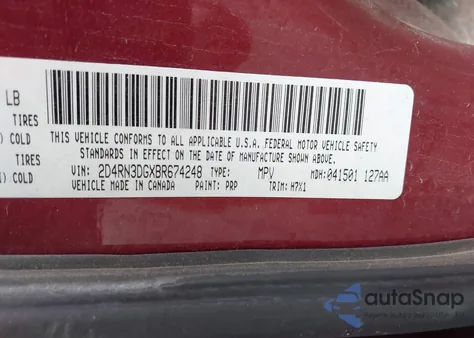 LB
TIRES
) COLD
TIRES
) COLD
THIS VEHICLE CONFORMS TO ALL APPLICABLE U.S.A. FEDERAL MOTOR VEHICLE SAFETY
STANDARDS IN EFFECT ON THE DATE OF MANUFACTURE SHOWN ABOVE.
VIN: 2D4RN3DGXBR674248 TYPE: MPV MDH: 041501 127AA
VEHICLE MADE IN CANADA PAINT: PRP TRIM: H7X1
autoSnap